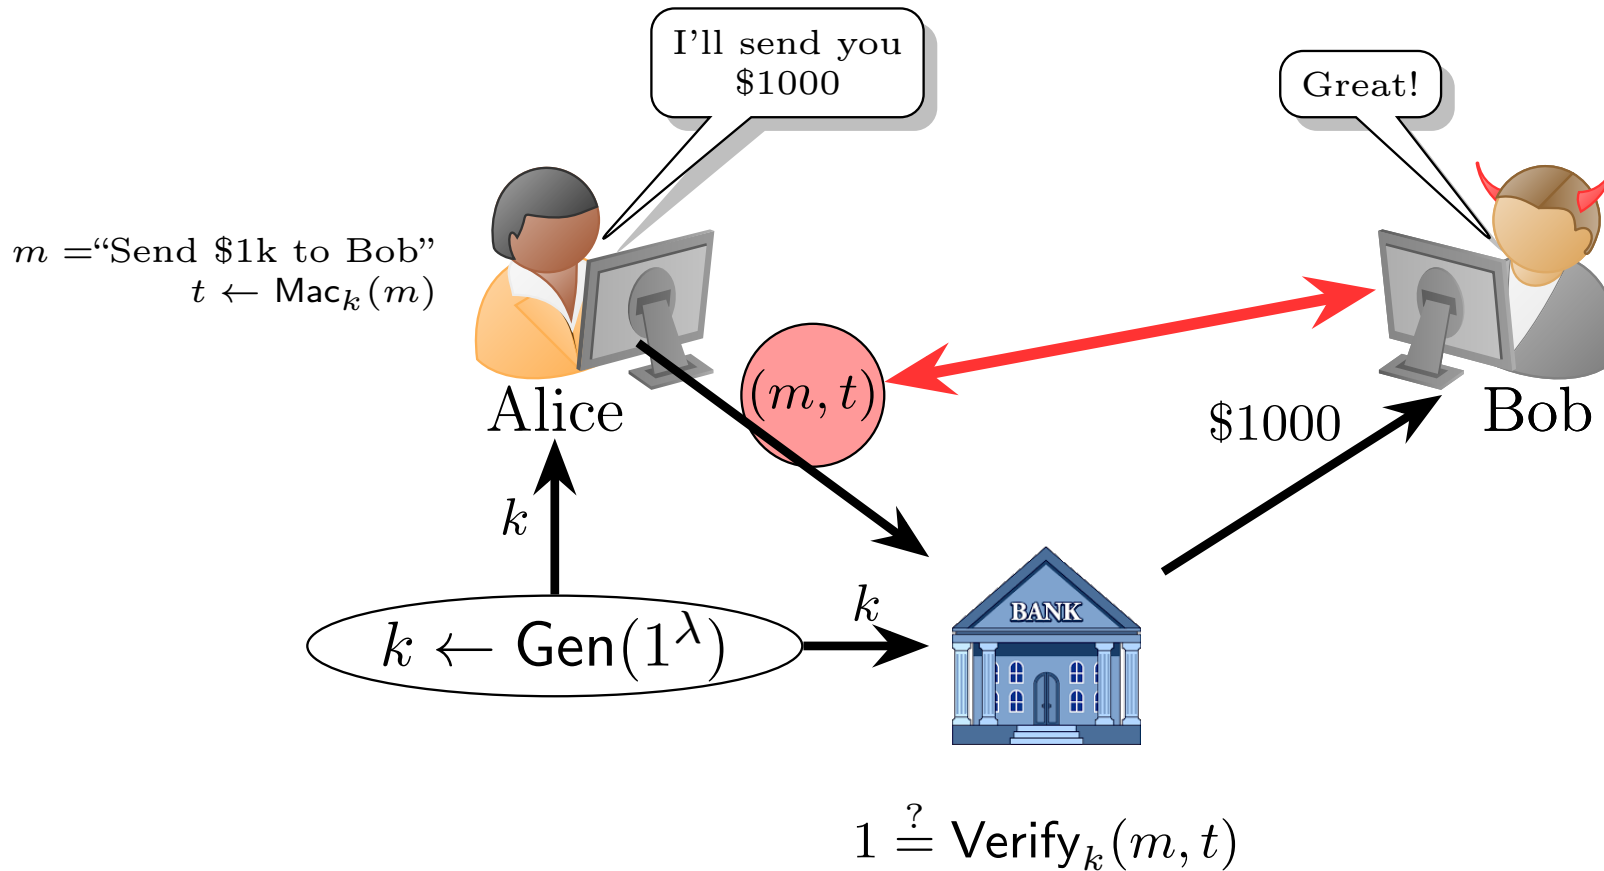 I'll send you
$1000
Great!
m =“Send $1k to Bob”
t ← Mac_k(m)
(m, t)
Alice
$1000
Bob
k
k
BANK
k ← Gen(1^λ)
1 ≟ Verify_k(m, t)